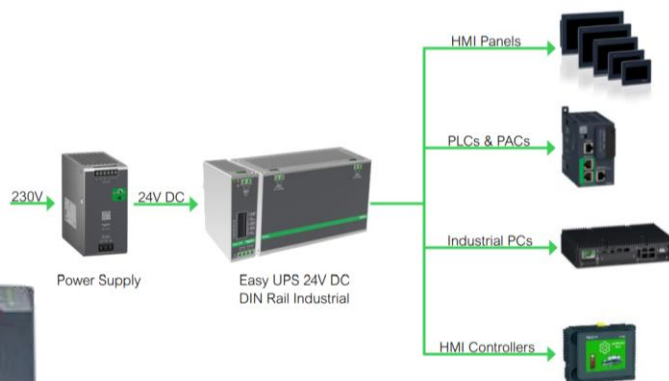 HMI Panels
PLCs & PACs
230V
24V DC
Industrial PCs
Power Supply
Easy UPS 24V DC
DIN Rail Industrial
HMI Controllers